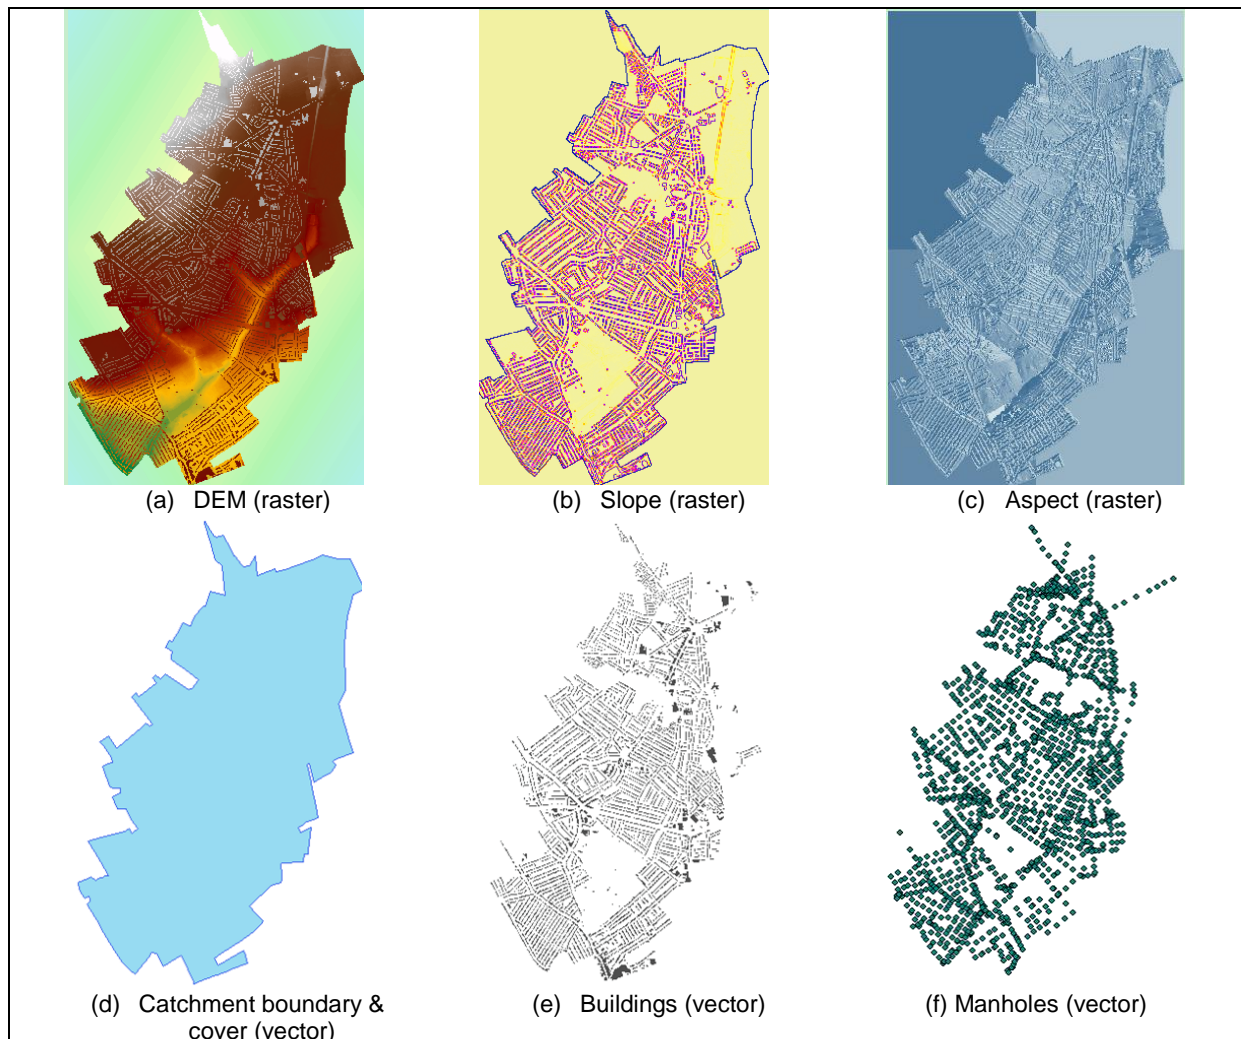 (a) DEM (raster)
(b) Slope (raster)
(c) Aspect (raster)
(d) Catchment boundary &
cover (vector)
(e) Buildings (vector)
(f) Manholes (vector)